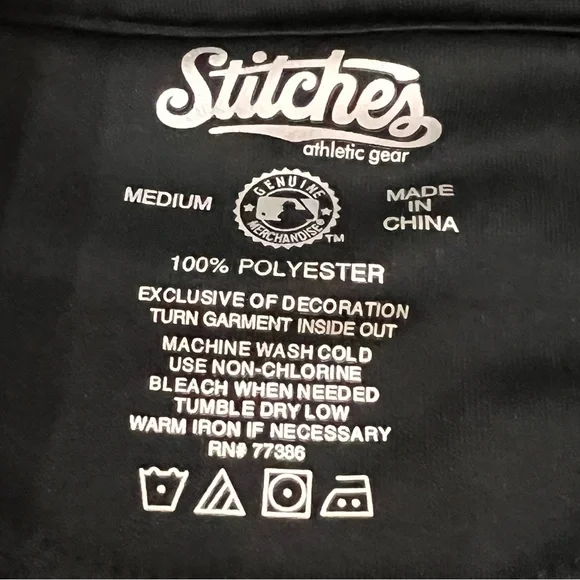 Stitches
athletic gear
MEDIUM
GENUINE
MERCHANDISE
TM
MADE
IN
CHINA
100% POLYESTER
EXCLUSIVE OF DECORATION
TURN GARMENT INSIDE OUT
MACHINE WASH COLD
USE NON-CHLORINE
BLEACH WHEN NEEDED
TUMBLE DRY LOW
WARM IRON IF NECESSARY
RN# 77386